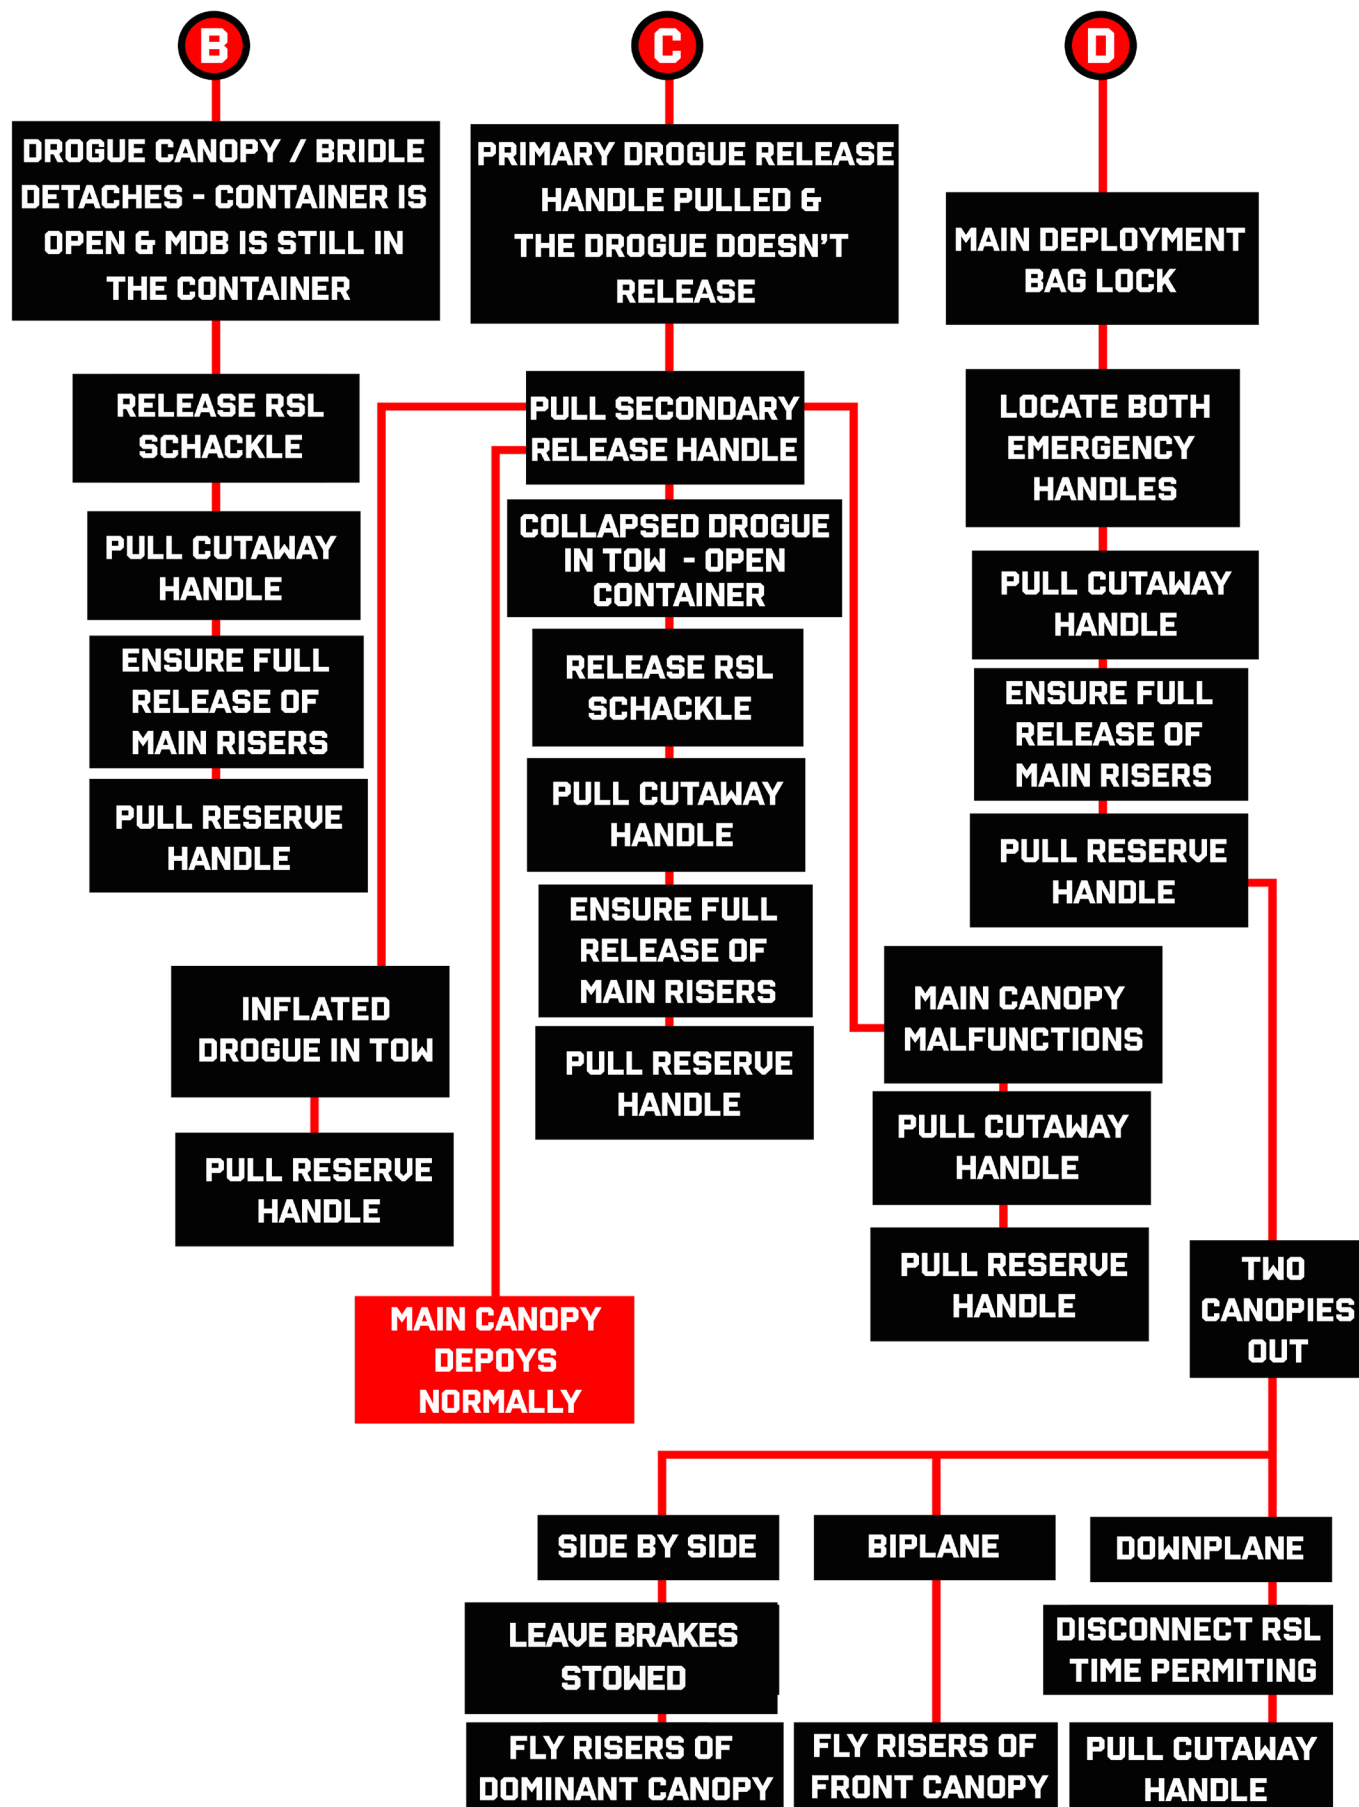 B
DROGUE CANOPY / BRIDLE
DETACHES - CONTAINER IS
OPEN & MDB IS STILL IN
THE CONTAINER
RELEASE RSL
SCHACKLE
PULL CUTAWAY
HANDLE
ENSURE FULL
RELEASE OF
MAIN RISERS
PULL RESERVE
HANDLE
C
PRIMARY DROGUE RELEASE
HANDLE PULLED &
THE DROGUE DOESN'T
RELEASE
PULL SECONDARY
RELEASE HANDLE
INFLATED
DROGUE IN TOW
PULL RESERVE
HANDLE
MAIN CANOPY
DEPOYS
NORMALLY
COLLAPSED DROGUE
IN TOW - OPEN
CONTAINER
RELEASE RSL
SCHACKLE
PULL CUTAWAY
HANDLE
ENSURE FULL
RELEASE OF
MAIN RISERS
PULL RESERVE
HANDLE
MAIN CANOPY
MALFUNCTIONS
PULL CUTAWAY
HANDLE
PULL RESERVE
HANDLE
D
MAIN DEPLOYMENT
BAG LOCK
LOCATE BOTH
EMERGENCY
HANDLES
PULL CUTAWAY
HANDLE
ENSURE FULL
RELEASE OF
MAIN RISERS
PULL RESERVE
HANDLE
TWO
CANOPIES
OUT
SIDE BY SIDE
LEAVE BRAKES
STOWED
FLY RISERS OF
DOMINANT CANOPY
BIPLANE
FLY RISERS OF
FRONT CANOPY
DOWNPLANE
DISCONNECT RSL
TIME PERMITING
PULL CUTAWAY
HANDLE